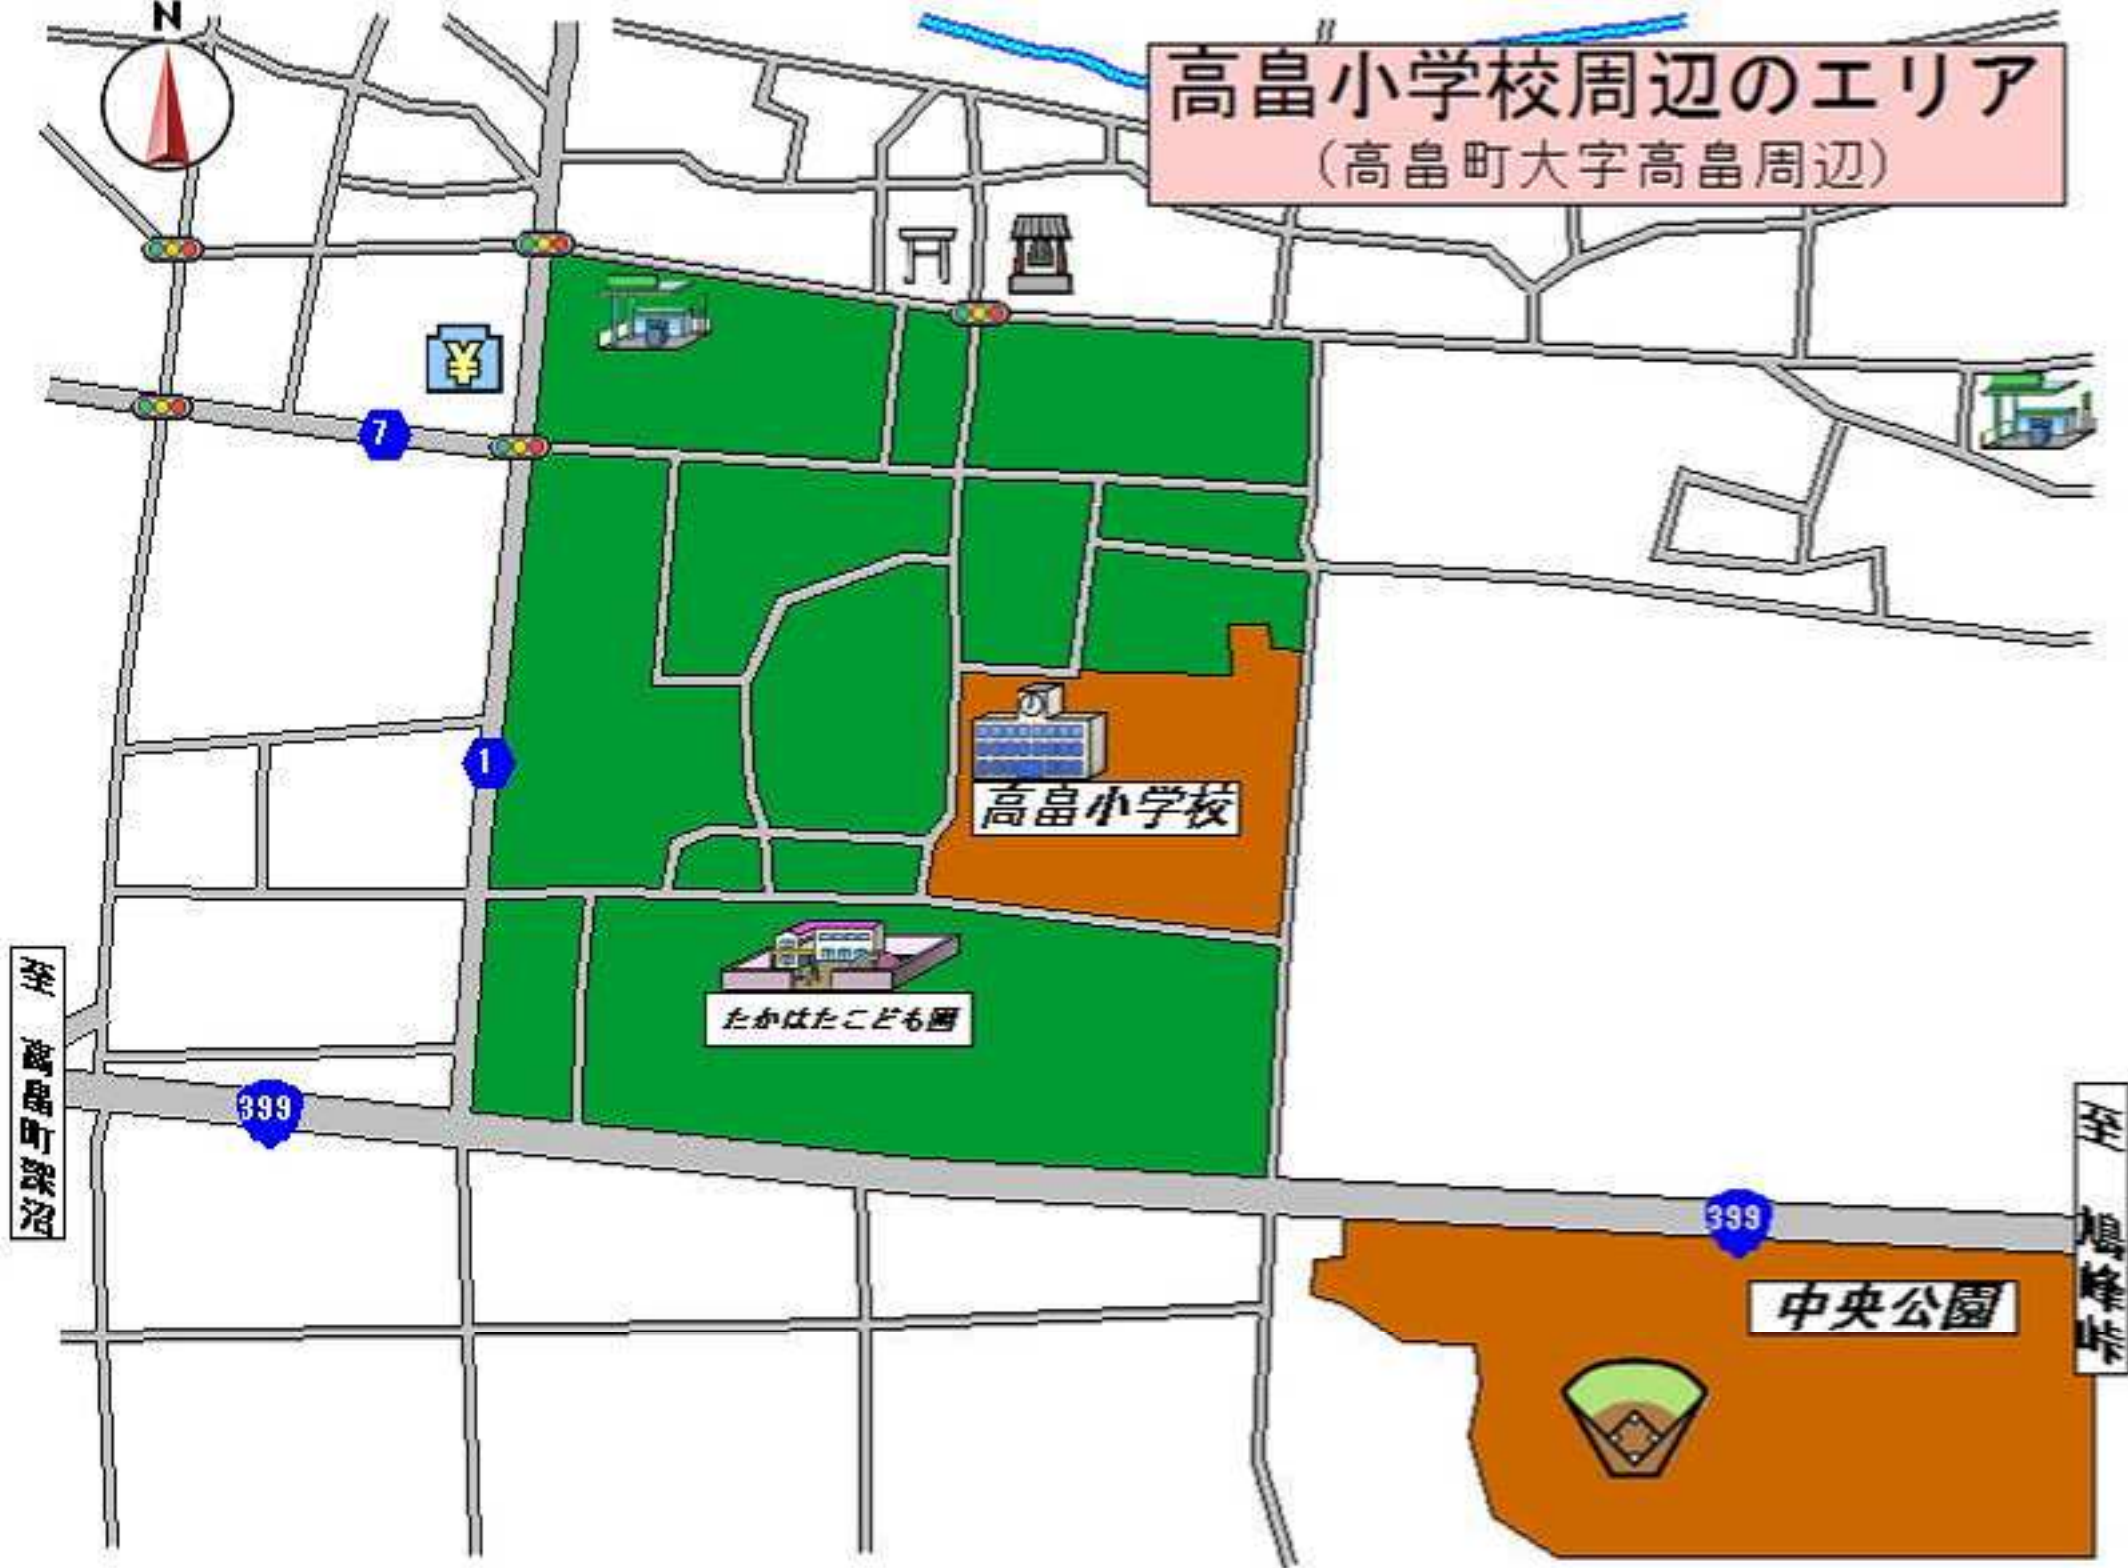 N
高畠小学校周辺のエリア
（高畠町大字高畠周辺）
¥
7
1
高畠小学校
たかはたこども園
至 高畠町深沼
399
399
至 鳩峰峠
中央公園